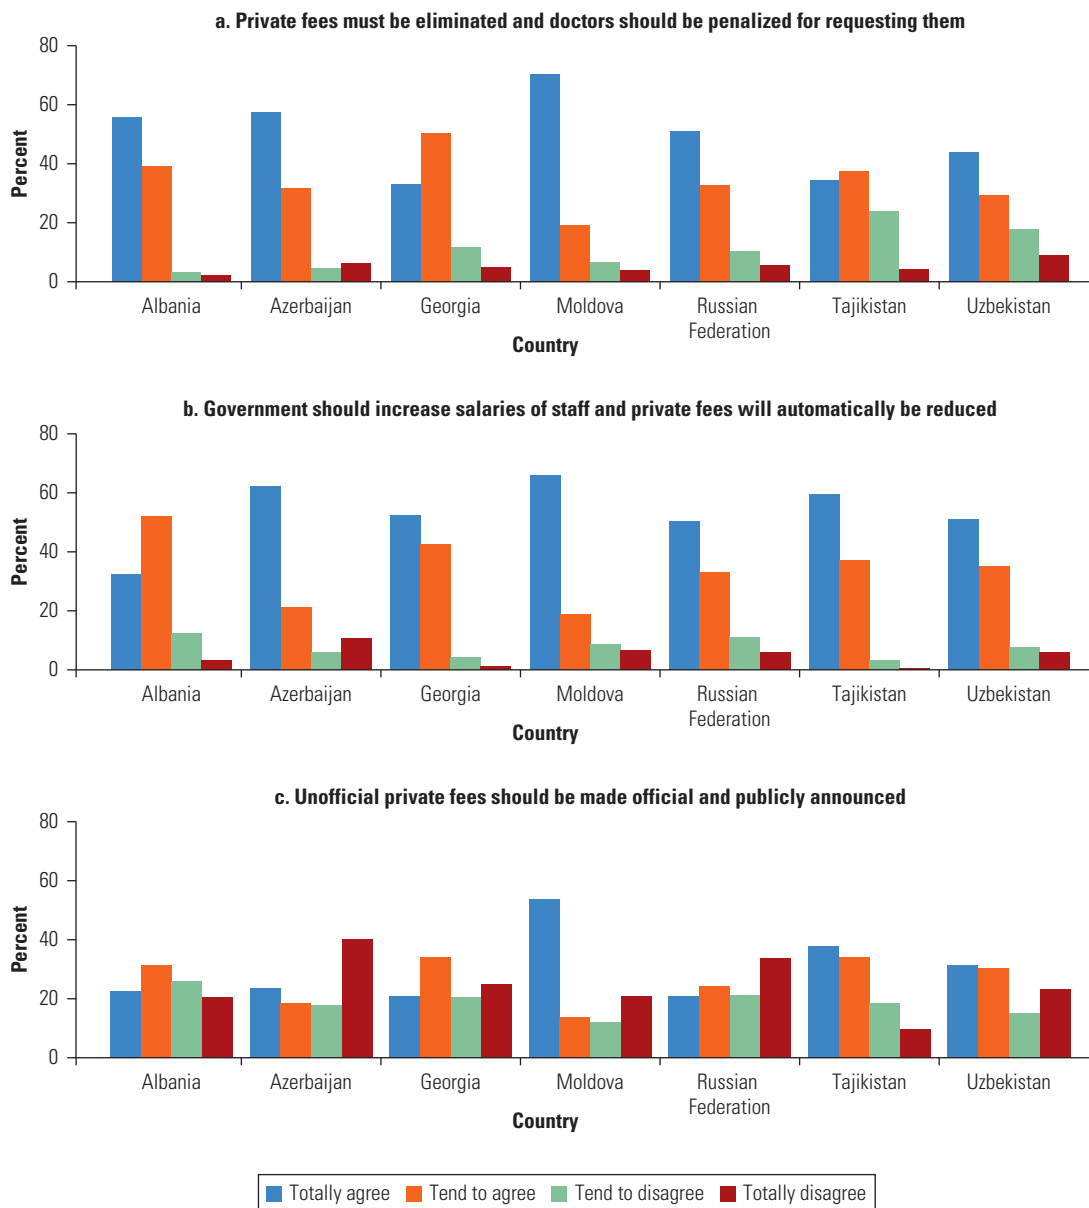 a. Private fees must be eliminated and doctors should be penalized for requesting them
80
60
40
20
0
Percent
Albania
Azerbaijan
Georgia
Moldova
Russian
Federation
Tajikistan
Uzbekistan
Country
b. Government should increase salaries of staff and private fees will automatically be reduced
80
60
40
20
0
Percent
Albania
Azerbaijan
Georgia
Moldova
Russian
Federation
Tajikistan
Uzbekistan
Country
c. Unofficial private fees should be made official and publicly announced
80
60
40
20
0
Percent
Albania
Azerbaijan
Georgia
Moldova
Russian
Federation
Tajikistan
Uzbekistan
Country
Totally agree Tend to agree Tend to disagree Totally disagree